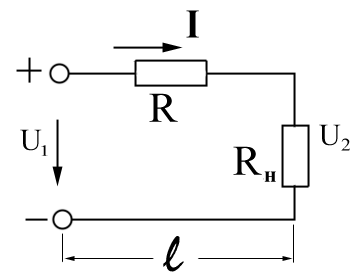 I
+
R
U₁
Rн
U₂
−
ℓ